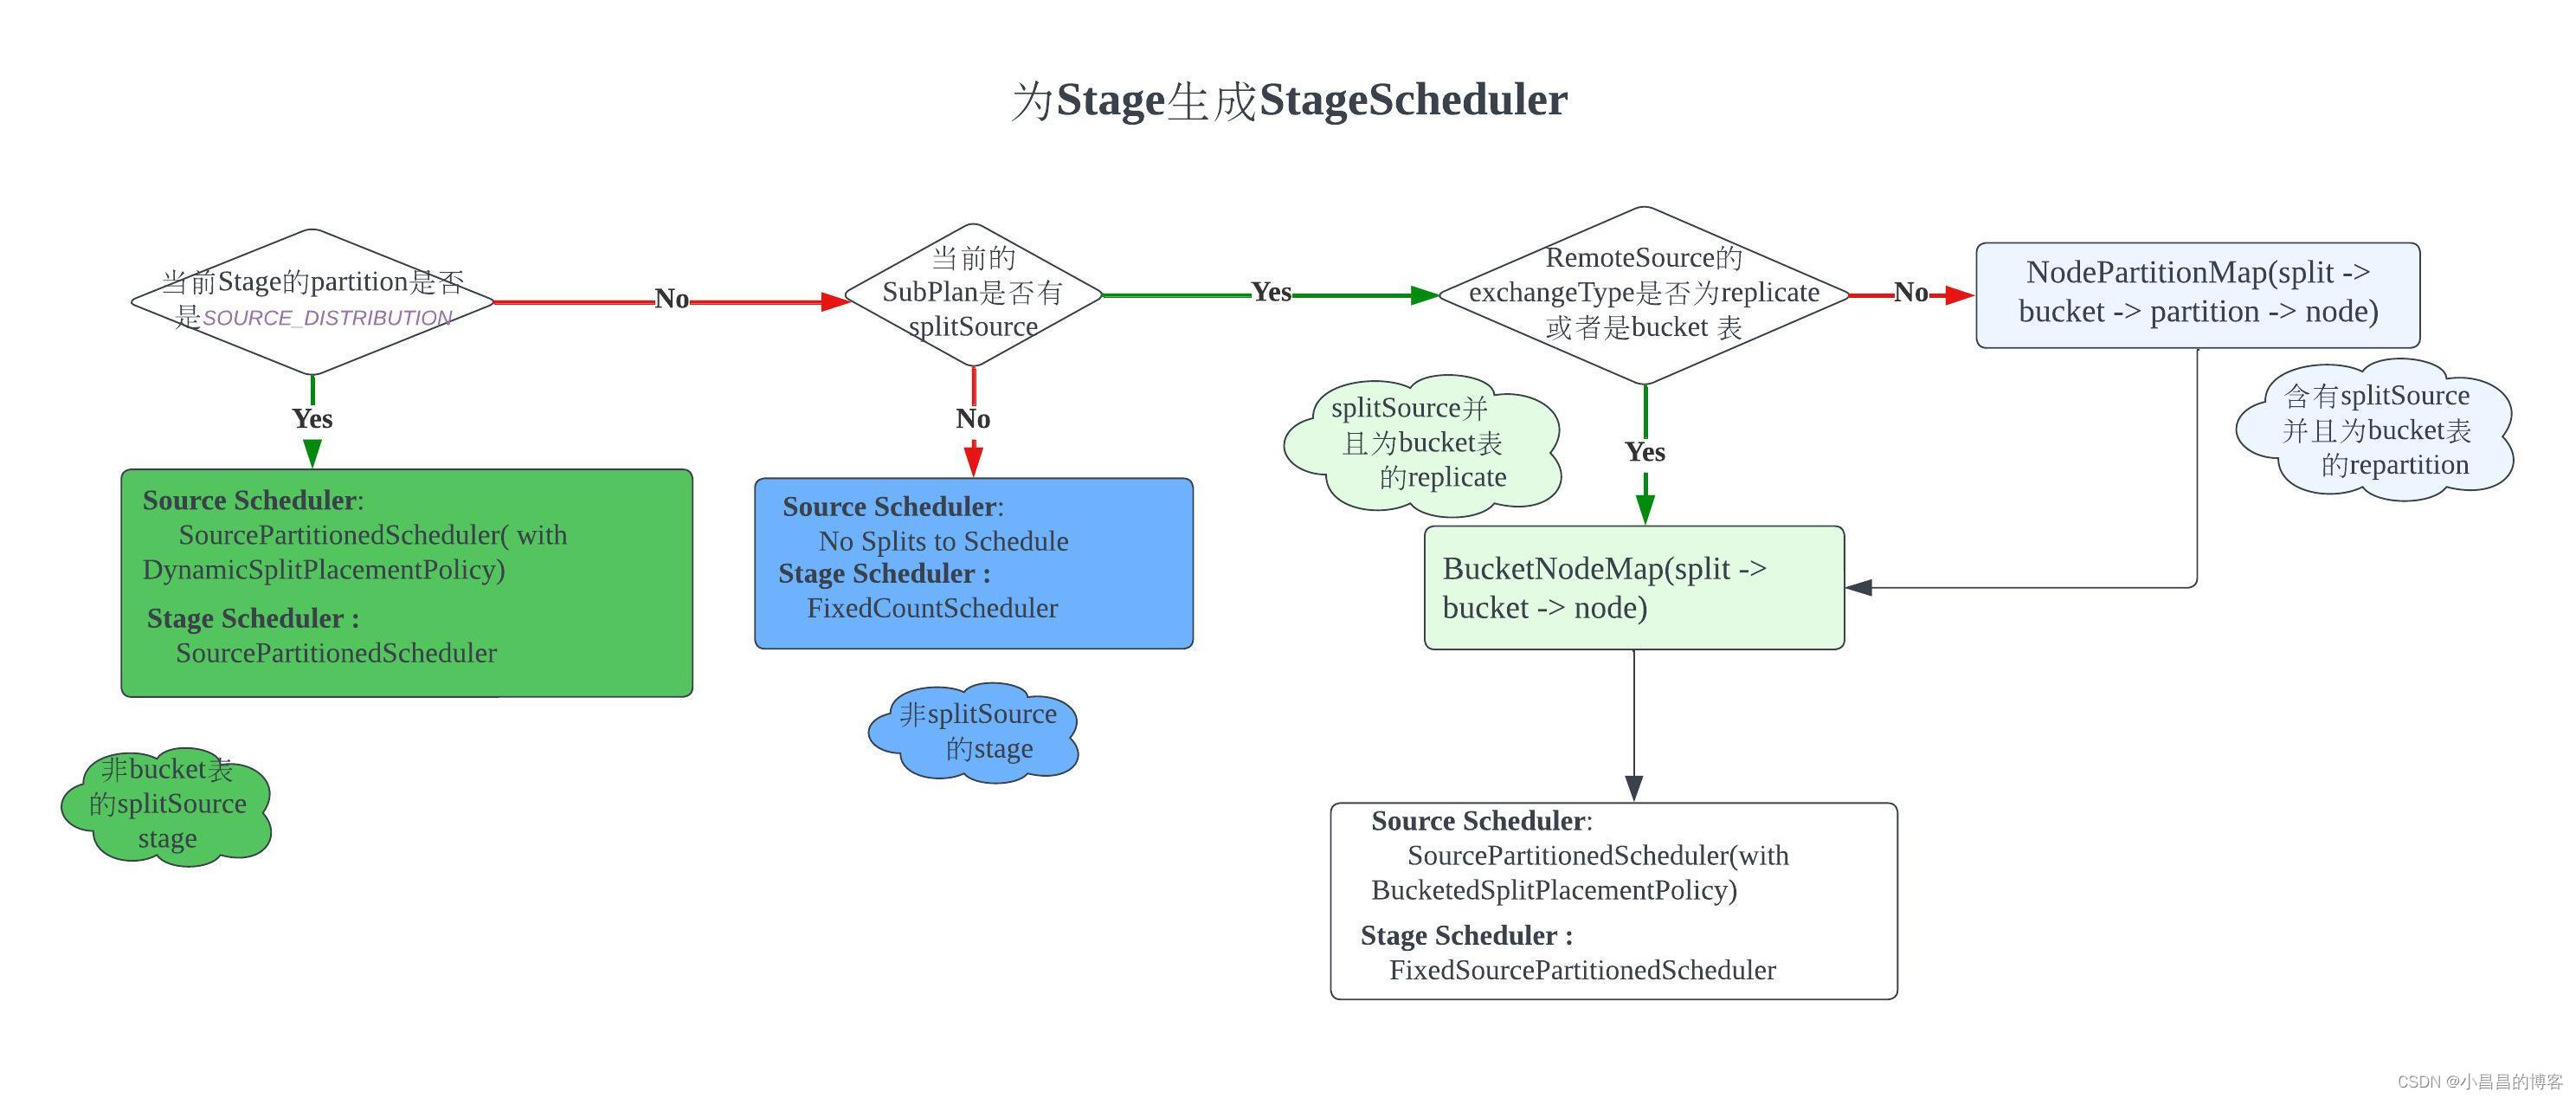 为Stage生成StageScheduler
当前Stage的partition是否
是SOURCE_DISTRIBUTION
No
Yes
当前的
SubPlan是否有
splitSource
Yes
No
RemoteSource的
exchangeType是否为replicate
或者是bucket 表
No
Yes
NodePartitionMap(split ->
bucket -> partition -> node)
含有splitSource
并且为bucket表
的repartition
splitSource并
且为bucket表
的replicate
Source Scheduler:
SourcePartitionedScheduler( with
DynamicSplitPlacementPolicy)
Stage Scheduler :
SourcePartitionedScheduler
Source Scheduler:
No Splits to Schedule
Stage Scheduler :
FixedCountScheduler
BucketNodeMap(split ->
bucket -> node)
非bucket表
的splitSource
stage
非splitSource
的stage
Source Scheduler:
SourcePartitionedScheduler(with
BucketedSplitPlacementPolicy)
Stage Scheduler :
FixedSourcePartitionedScheduler
CSDN @小昌昌的博客